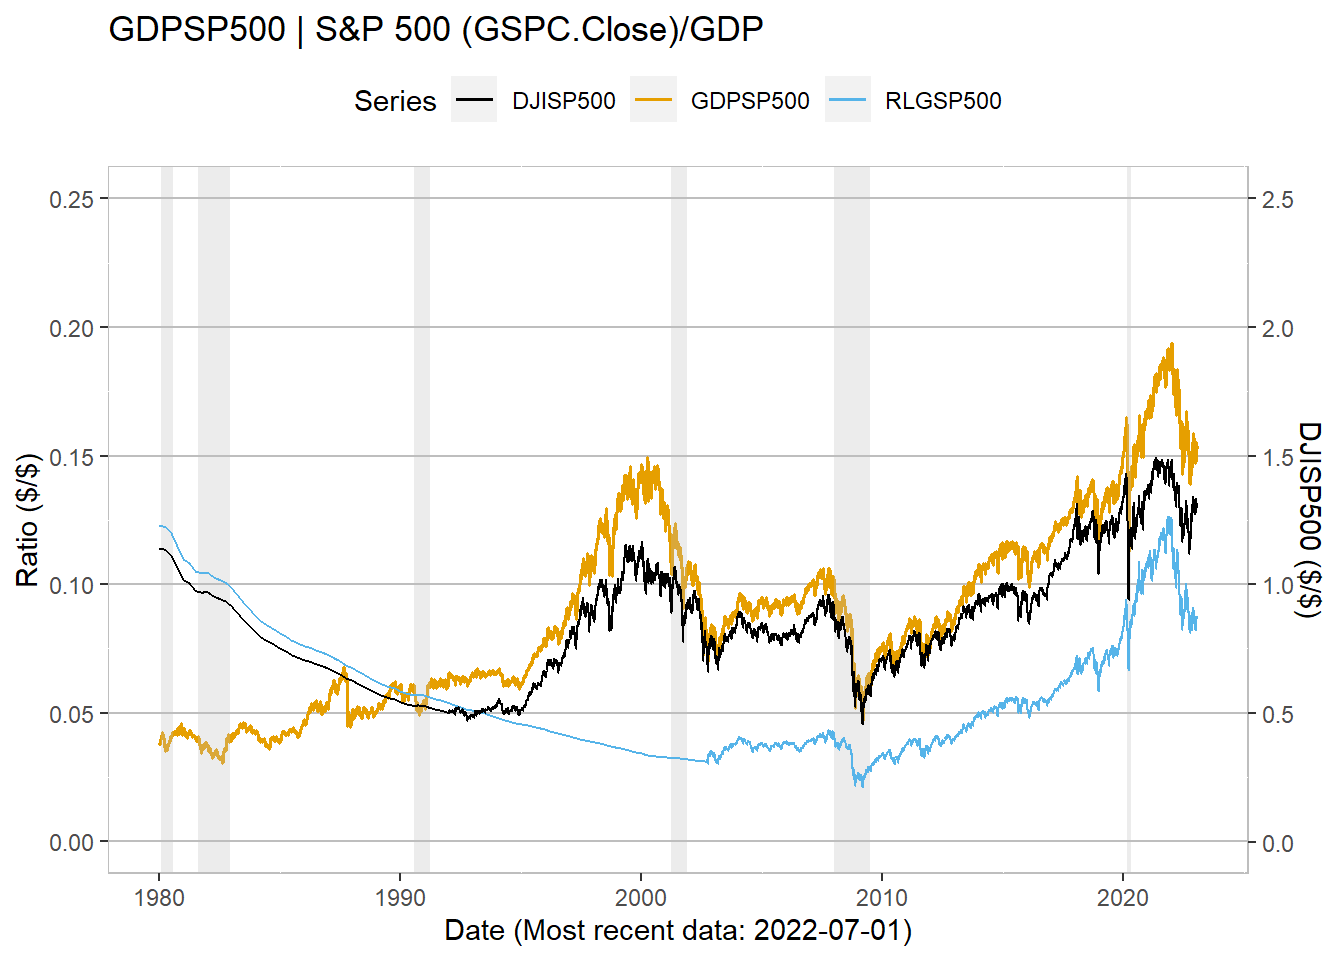 GDPSP500 | S&P 500 (GSPC.Close)/GDP
Series DJISP500 GDPSP500 RLGSP500
0.25
0.20
0.15
0.10
0.05
0.00
Ratio ($/$)
2.5
2.0
1.5
1.0
0.5
0.0
DJISP500 ($/$)
1980 1990 2000 2010 2020
Date (Most recent data: 2022-07-01)